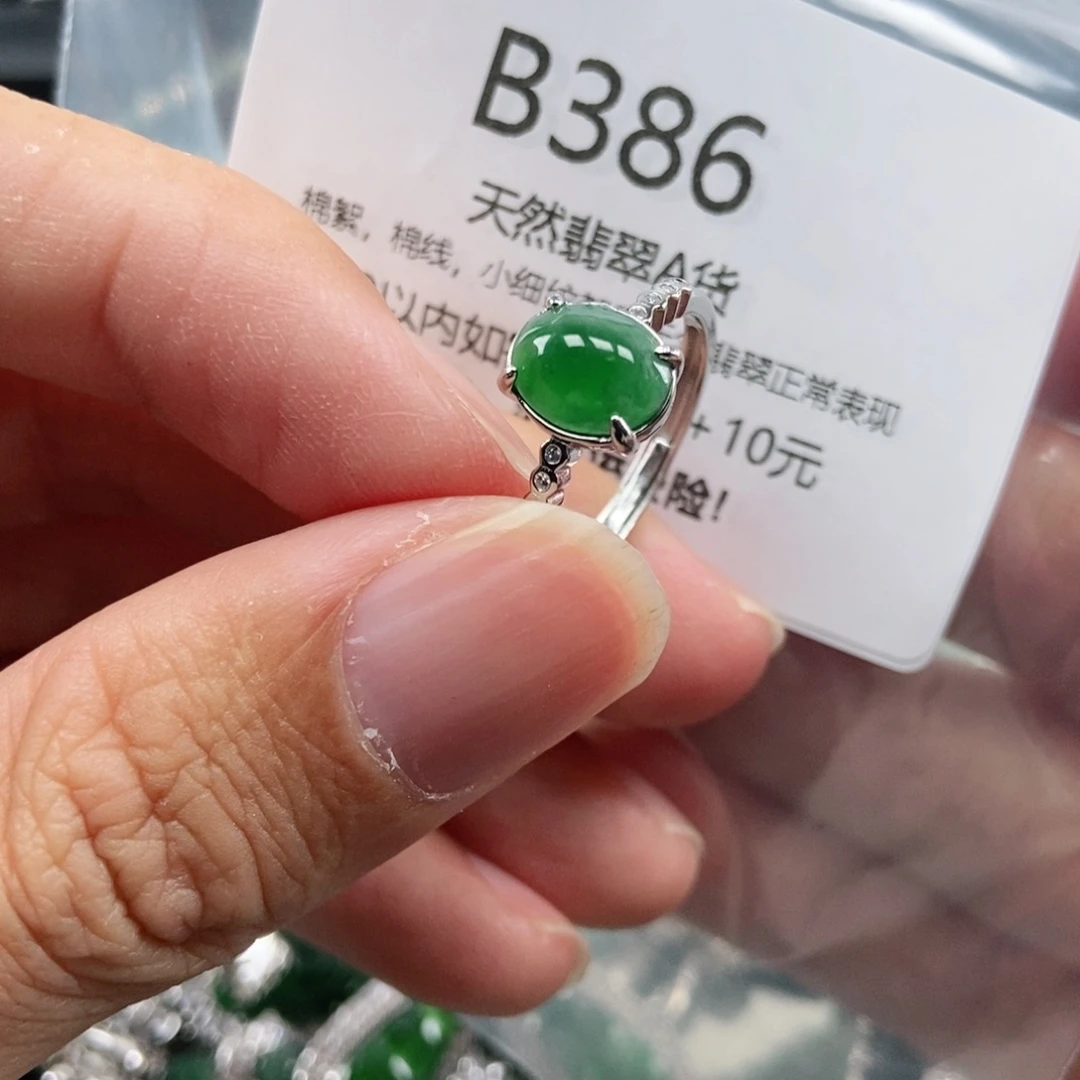 B386
天然翡翠A货
棉絮，棉线，小细纹 翡翠正常表现
以内如 + 10元
险！